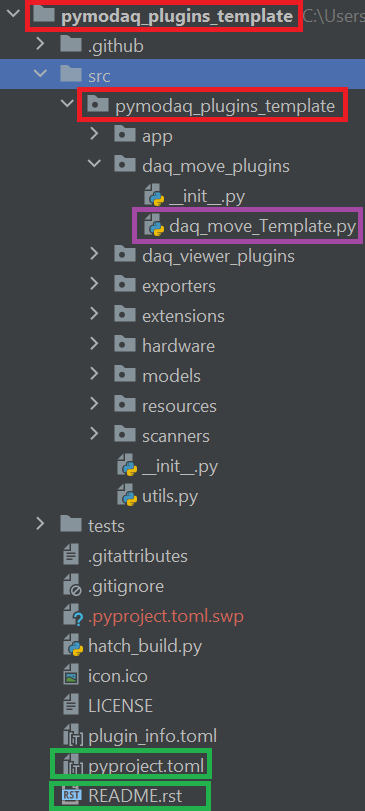 pymodaq_plugins_template C:\Users
.github
src
pymodaq_plugins_template
app
daq_move_plugins
__init__.py
daq_move_Template.py
daq_viewer_plugins
exporters
extensions
hardware
models
resources
scanners
__init__.py
utils.py
tests
.gitattributes
.gitignore
.pyproject.toml.swp
hatch_build.py
icon.ico
LICENSE
plugin_info.toml
pyproject.toml
RST README.rst